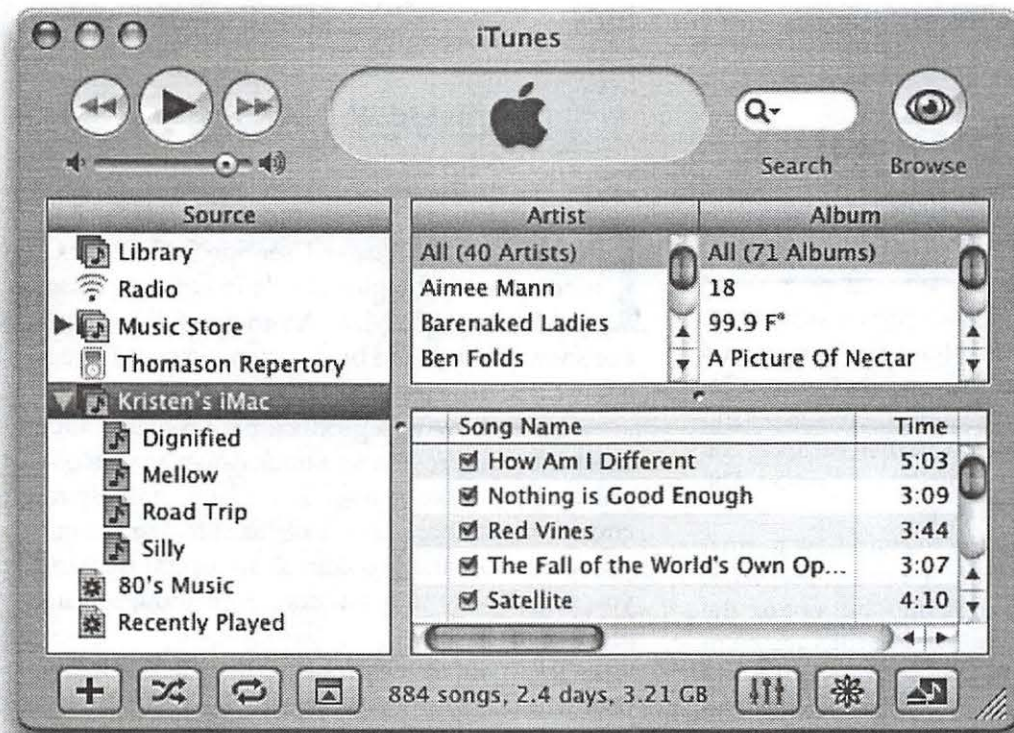 iTunes
Search
Browse
Source
Library
Radio
Music Store
Thomason Repertory
Kristen's iMac
Dignified
Mellow
Road Trip
Silly
80's Music
Recently Played
Artist Album
All (40 Artists) All (71 Albums)
Aimee Mann 18
Barenaked Ladies 99.9 F°
Ben Folds A Picture Of Nectar
Song Name Time
How Am I Different 5:03
Nothing is Good Enough 3:09
Red Vines 3:44
The Fall of the World's Own Op... 3:07
Satellite 4:10
884 songs, 2.4 days, 3.21 GB